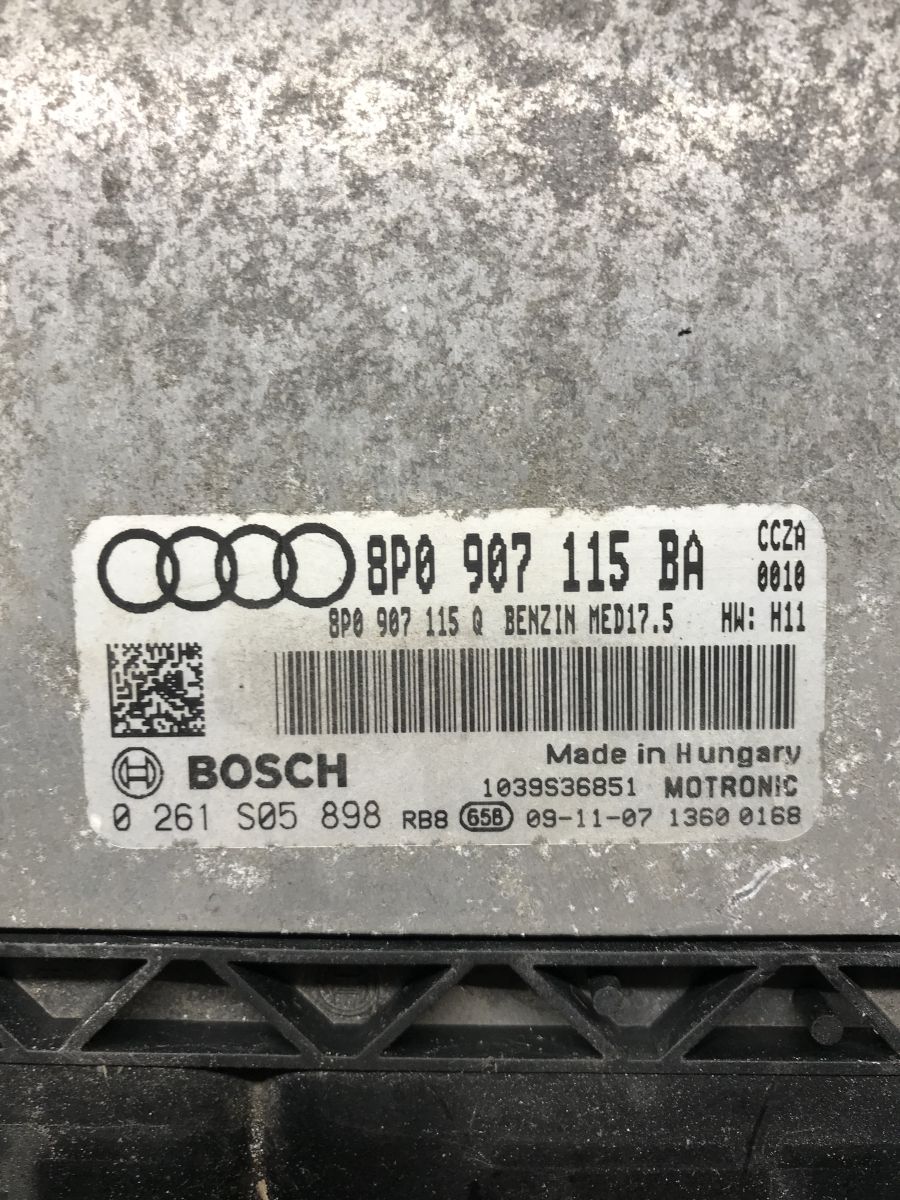 8P0 907 115 BA CCZA
0010
8P0 907 115 Q BENZIN MED17.5 HW: H11
BOSCH
Made in Hungary
1039S36851 MOTRONIC
0 261 S05 898 RB8 65B 09-11-07 1360 0168